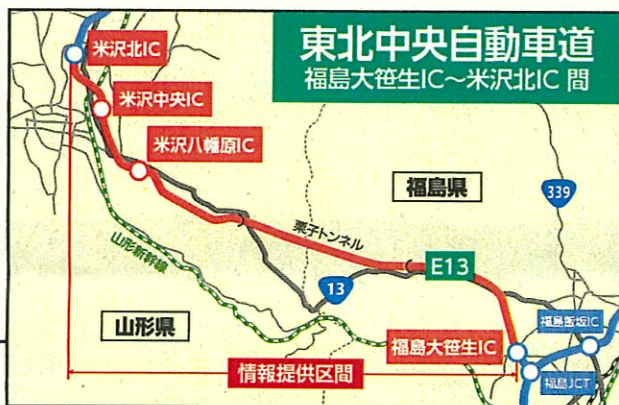 東北中央自動車道
福島大笹生IC～米沢北IC 間
米沢北IC
米沢中央IC
米沢八幡原IC
福島県
339
栗子トンネル
山形新幹線
E13
13
山形県
福島大笹生IC
福島飯坂IC
福島JCT
情報提供区間